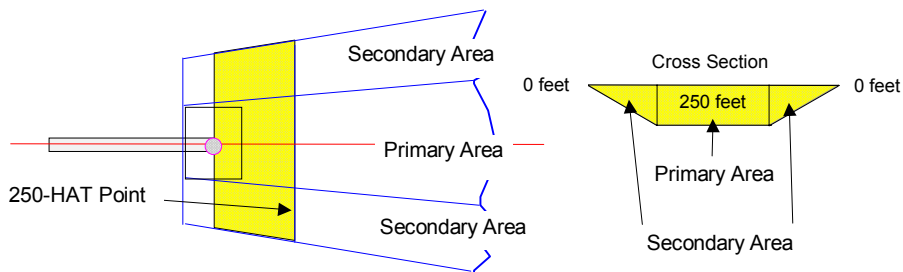 Secondary Area
Primary Area
250-HAT Point
Secondary Area
Cross Section
0 feet
250 feet
0 feet
Primary Area
Secondary Area